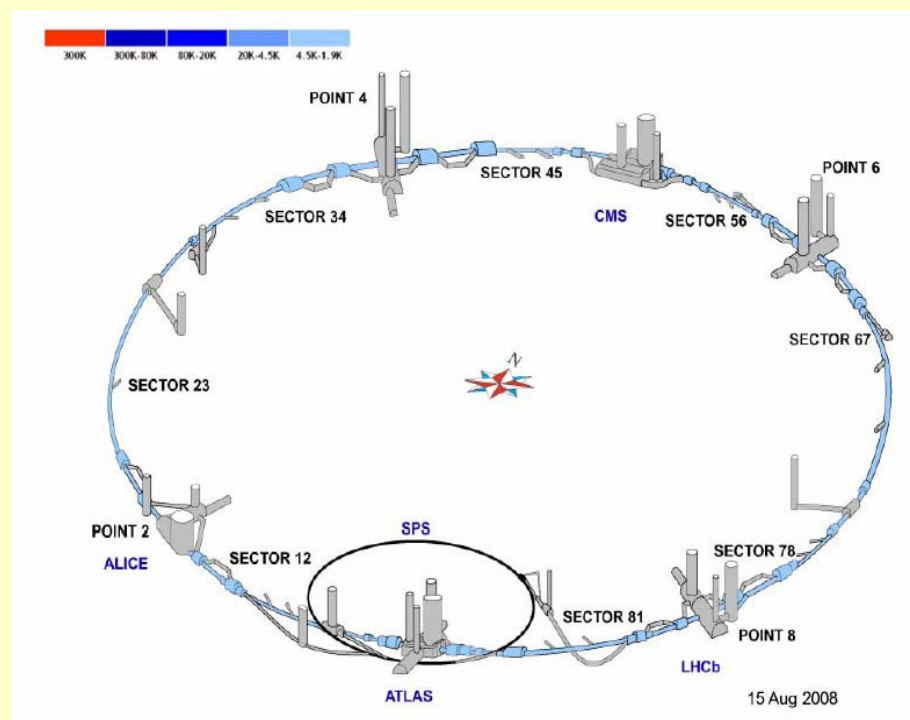 300K 300K-80K 80K-20K 20K-4.5K 4.5K-1.9K
POINT 4
SECTOR 45
POINT 6
SECTOR 34
CMS
SECTOR 56
SECTOR 67
N
SECTOR 23
SPS
POINT 2
ALICE
SECTOR 12
SECTOR 78
SECTOR 81
POINT 8
LHCb
ATLAS
15 Aug 2008